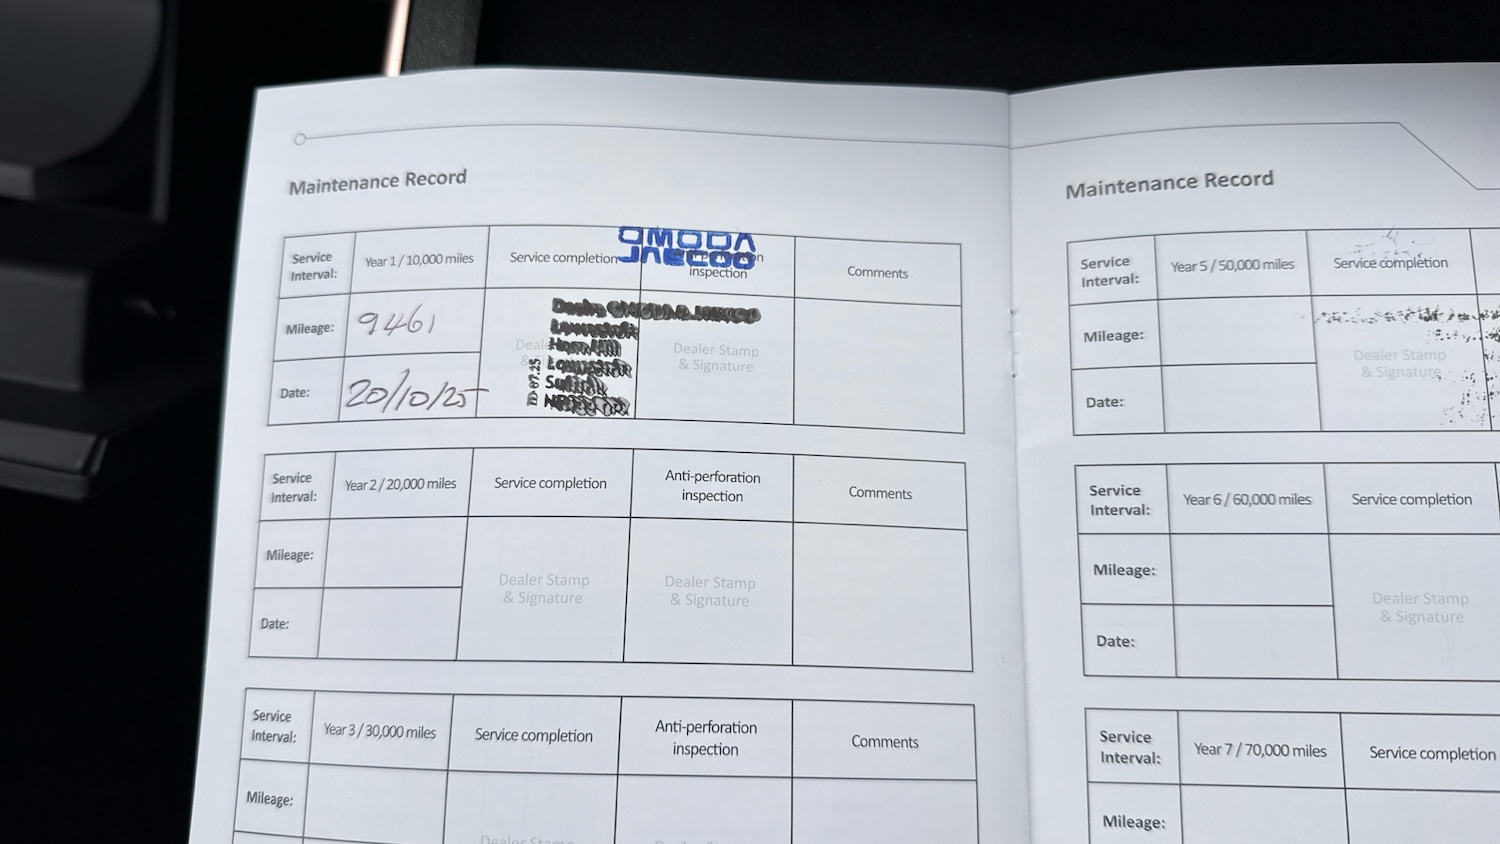 Maintenance Record
Service Interval:
Year 1 / 10,000 miles
Service completion
OMODA
JAECOO
inspection
Comments
Mileage:
9461
Dealer Stamp
& Signature
Date:
20/10/25
Service Interval:
Year 2 / 20,000 miles
Service completion
Anti-perforation inspection
Comments
Mileage:
Dealer Stamp
& Signature
Dealer Stamp
& Signature
Date:
Service Interval:
Year 3 / 30,000 miles
Service completion
Anti-perforation inspection
Comments
Mileage:
Dealer Stamp
Maintenance Record
Service Interval:
Year 5 / 50,000 miles
Service completion
Mileage:
Dealer Stamp
& Signature
Date:
Service Interval:
Year 6 / 60,000 miles
Service completion
Mileage:
Dealer Stamp
& Signature
Date:
Service Interval:
Year 7 / 70,000 miles
Service completion
Mileage: